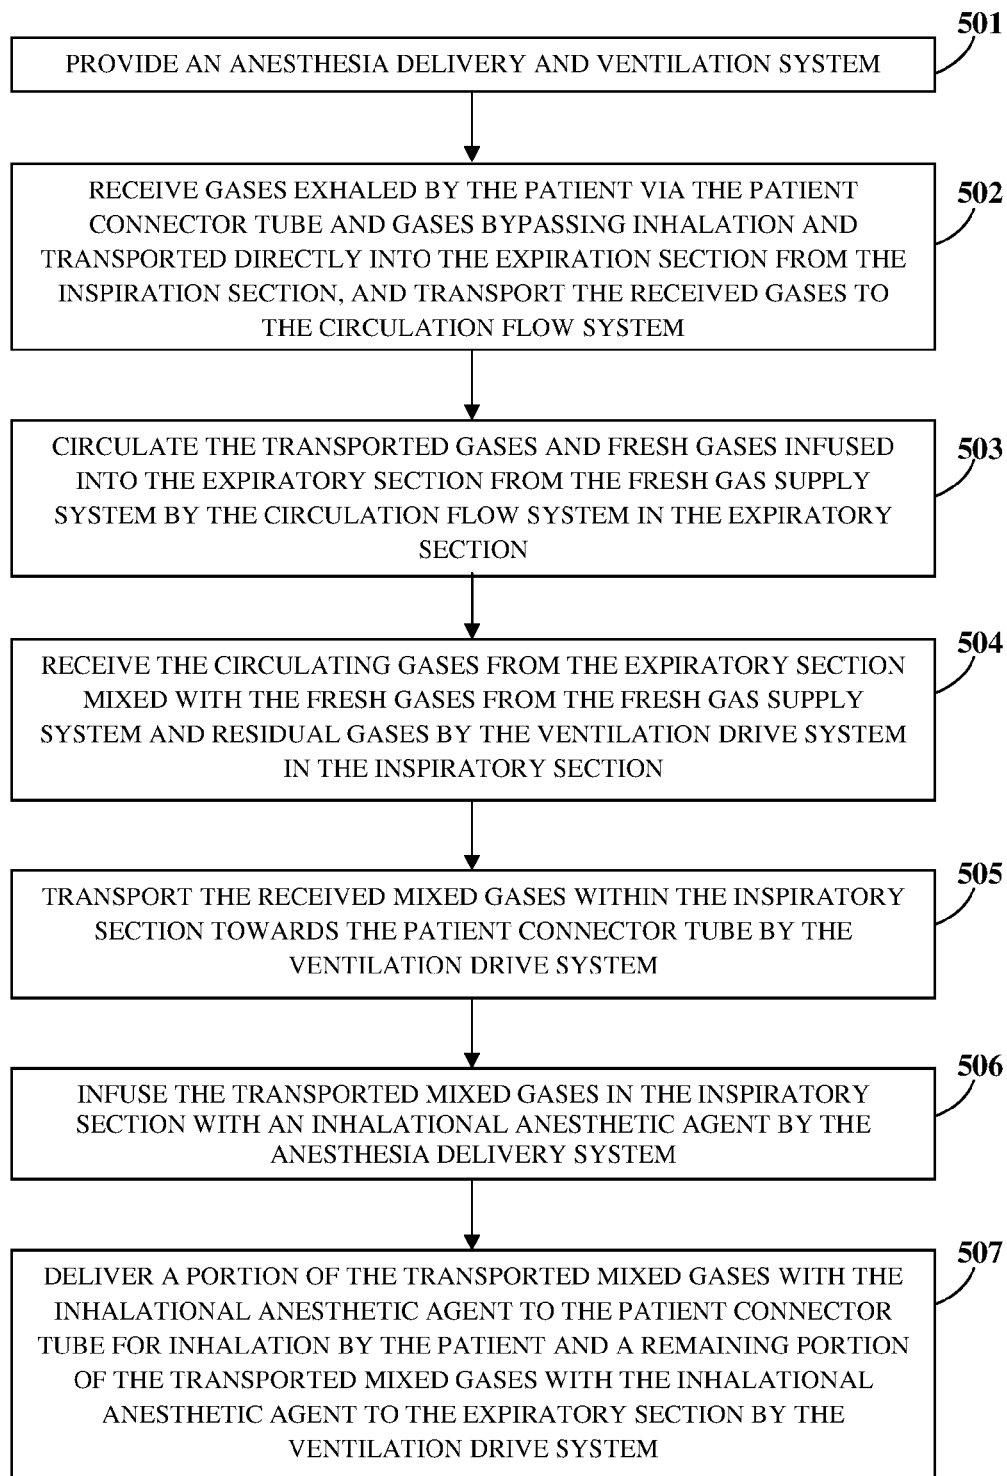 501
PROVIDE AN ANESTHESIA DELIVERY AND VENTILATION SYSTEM
502
RECEIVE GASES EXHALED BY THE PATIENT VIA THE PATIENT
CONNECTOR TUBE AND GASES BYPASSING INHALATION AND
TRANSPORTED DIRECTLY INTO THE EXPIRATION SECTION FROM THE
INSPIRATION SECTION, AND TRANSPORT THE RECEIVED GASES TO
THE CIRCULATION FLOW SYSTEM
503
CIRCULATE THE TRANSPORTED GASES AND FRESH GASES INFUSED
INTO THE EXPIRATORY SECTION FROM THE FRESH GAS SUPPLY
SYSTEM BY THE CIRCULATION FLOW SYSTEM IN THE EXPIRATORY
SECTION
504
RECEIVE THE CIRCULATING GASES FROM THE EXPIRATORY SECTION
MIXED WITH THE FRESH GASES FROM THE FRESH GAS SUPPLY
SYSTEM AND RESIDUAL GASES BY THE VENTILATION DRIVE SYSTEM
IN THE INSPIRATORY SECTION
505
TRANSPORT THE RECEIVED MIXED GASES WITHIN THE INSPIRATORY
SECTION TOWARDS THE PATIENT CONNECTOR TUBE BY THE
VENTILATION DRIVE SYSTEM
506
INFUSE THE TRANSPORTED MIXED GASES IN THE INSPIRATORY
SECTION WITH AN INHALATIONAL ANESTHETIC AGENT BY THE
ANESTHESIA DELIVERY SYSTEM
507
DELIVER A PORTION OF THE TRANSPORTED MIXED GASES WITH THE
INHALATIONAL ANESTHETIC AGENT TO THE PATIENT CONNECTOR
TUBE FOR INHALATION BY THE PATIENT AND A REMAINING PORTION
OF THE TRANSPORTED MIXED GASES WITH THE INHALATIONAL
ANESTHETIC AGENT TO THE EXPIRATORY SECTION BY THE
VENTILATION DRIVE SYSTEM